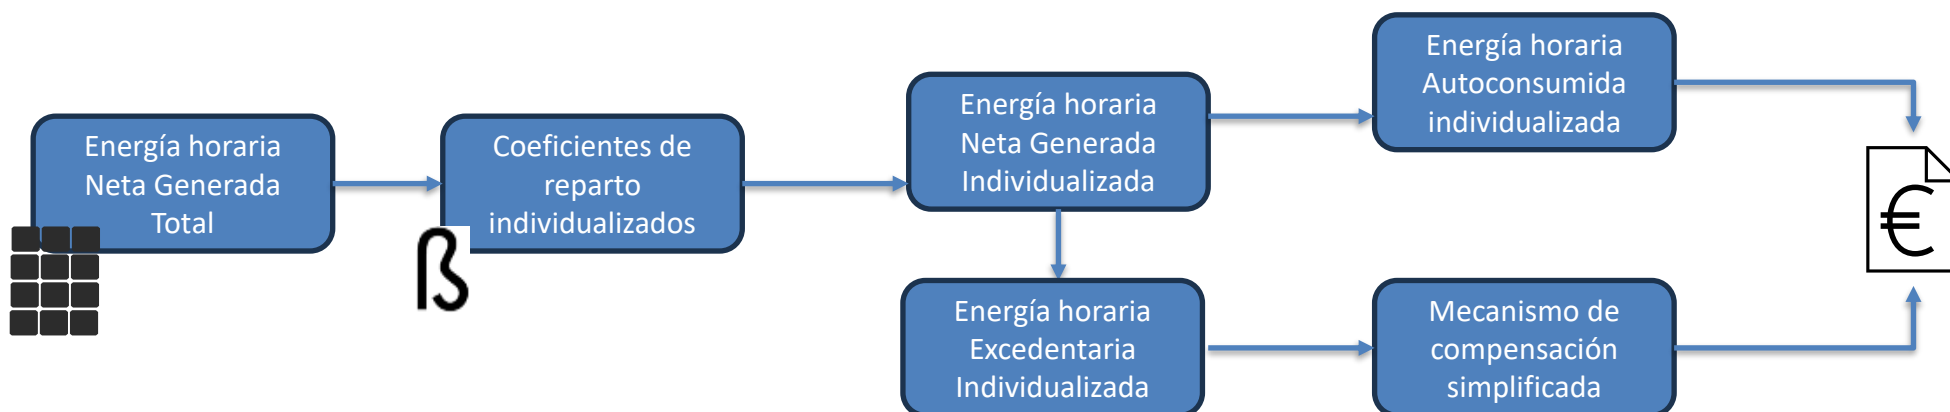 Energía horaria
Neta Generada
Total
Coeficientes de
reparto
individualizados
ß
Energía horaria
Neta Generada
Individualizada
Energía horaria
Autoconsumida
individualizada
Energía horaria
Excedentaria
Individualizada
Mecanismo de
compensación
simplificada
€